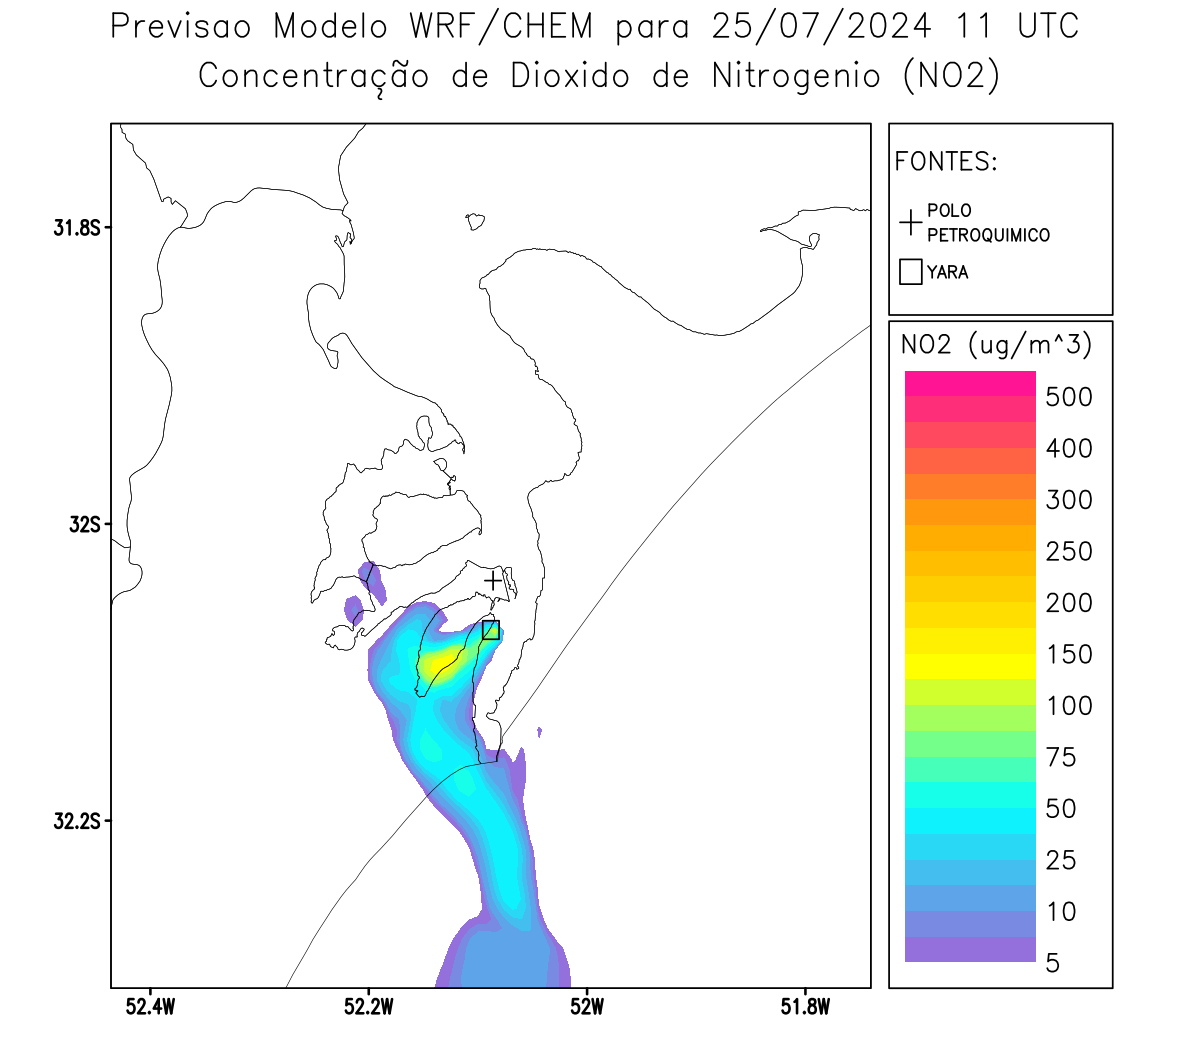 Previsao Modelo WRF/CHEM para 25/07/2024 11 UTC
Concentração de Dioxido de Nitrogenio (NO2)
FONTES:
POLO
PETROQUIMICO
YARA
NO2 (ug/m^3)
500
400
300
250
200
150
100
75
50
25
10
5
31.8S
32S
32.2S
52.4W
52.2W
52W
51.8W